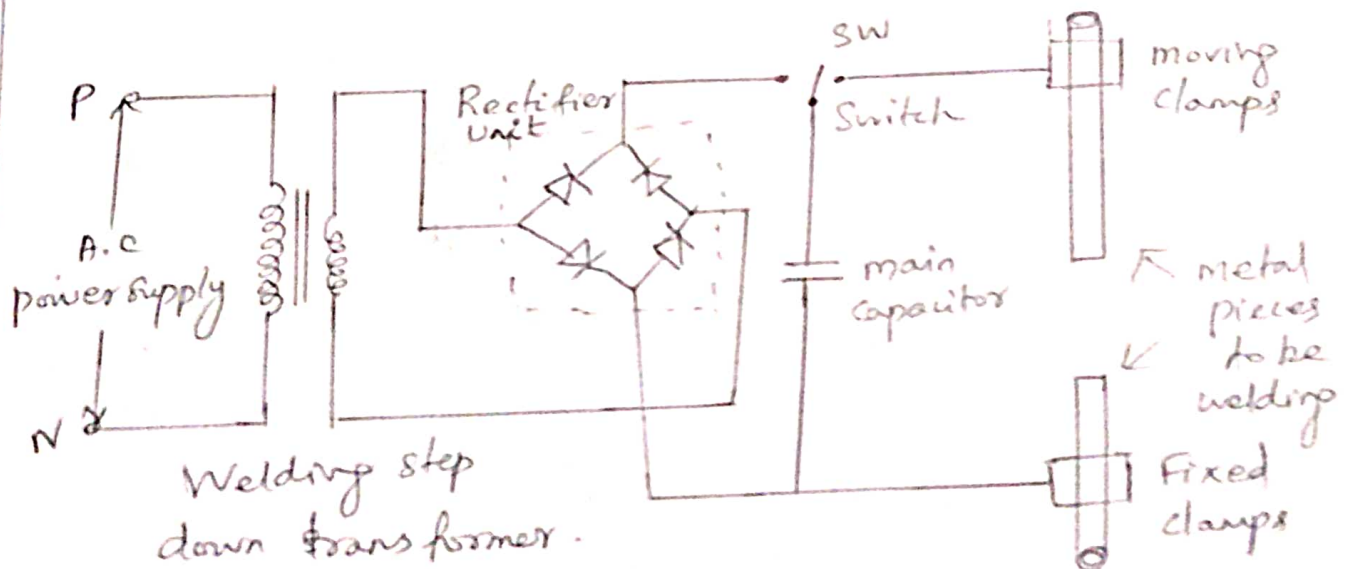 SW
P
Rectifier
unit
Switch
moving
clamps
A.C
power supply
main
capacitor
metal
pieces
to be
welding
N
Welding step
down transformer.
Fixed
clamps